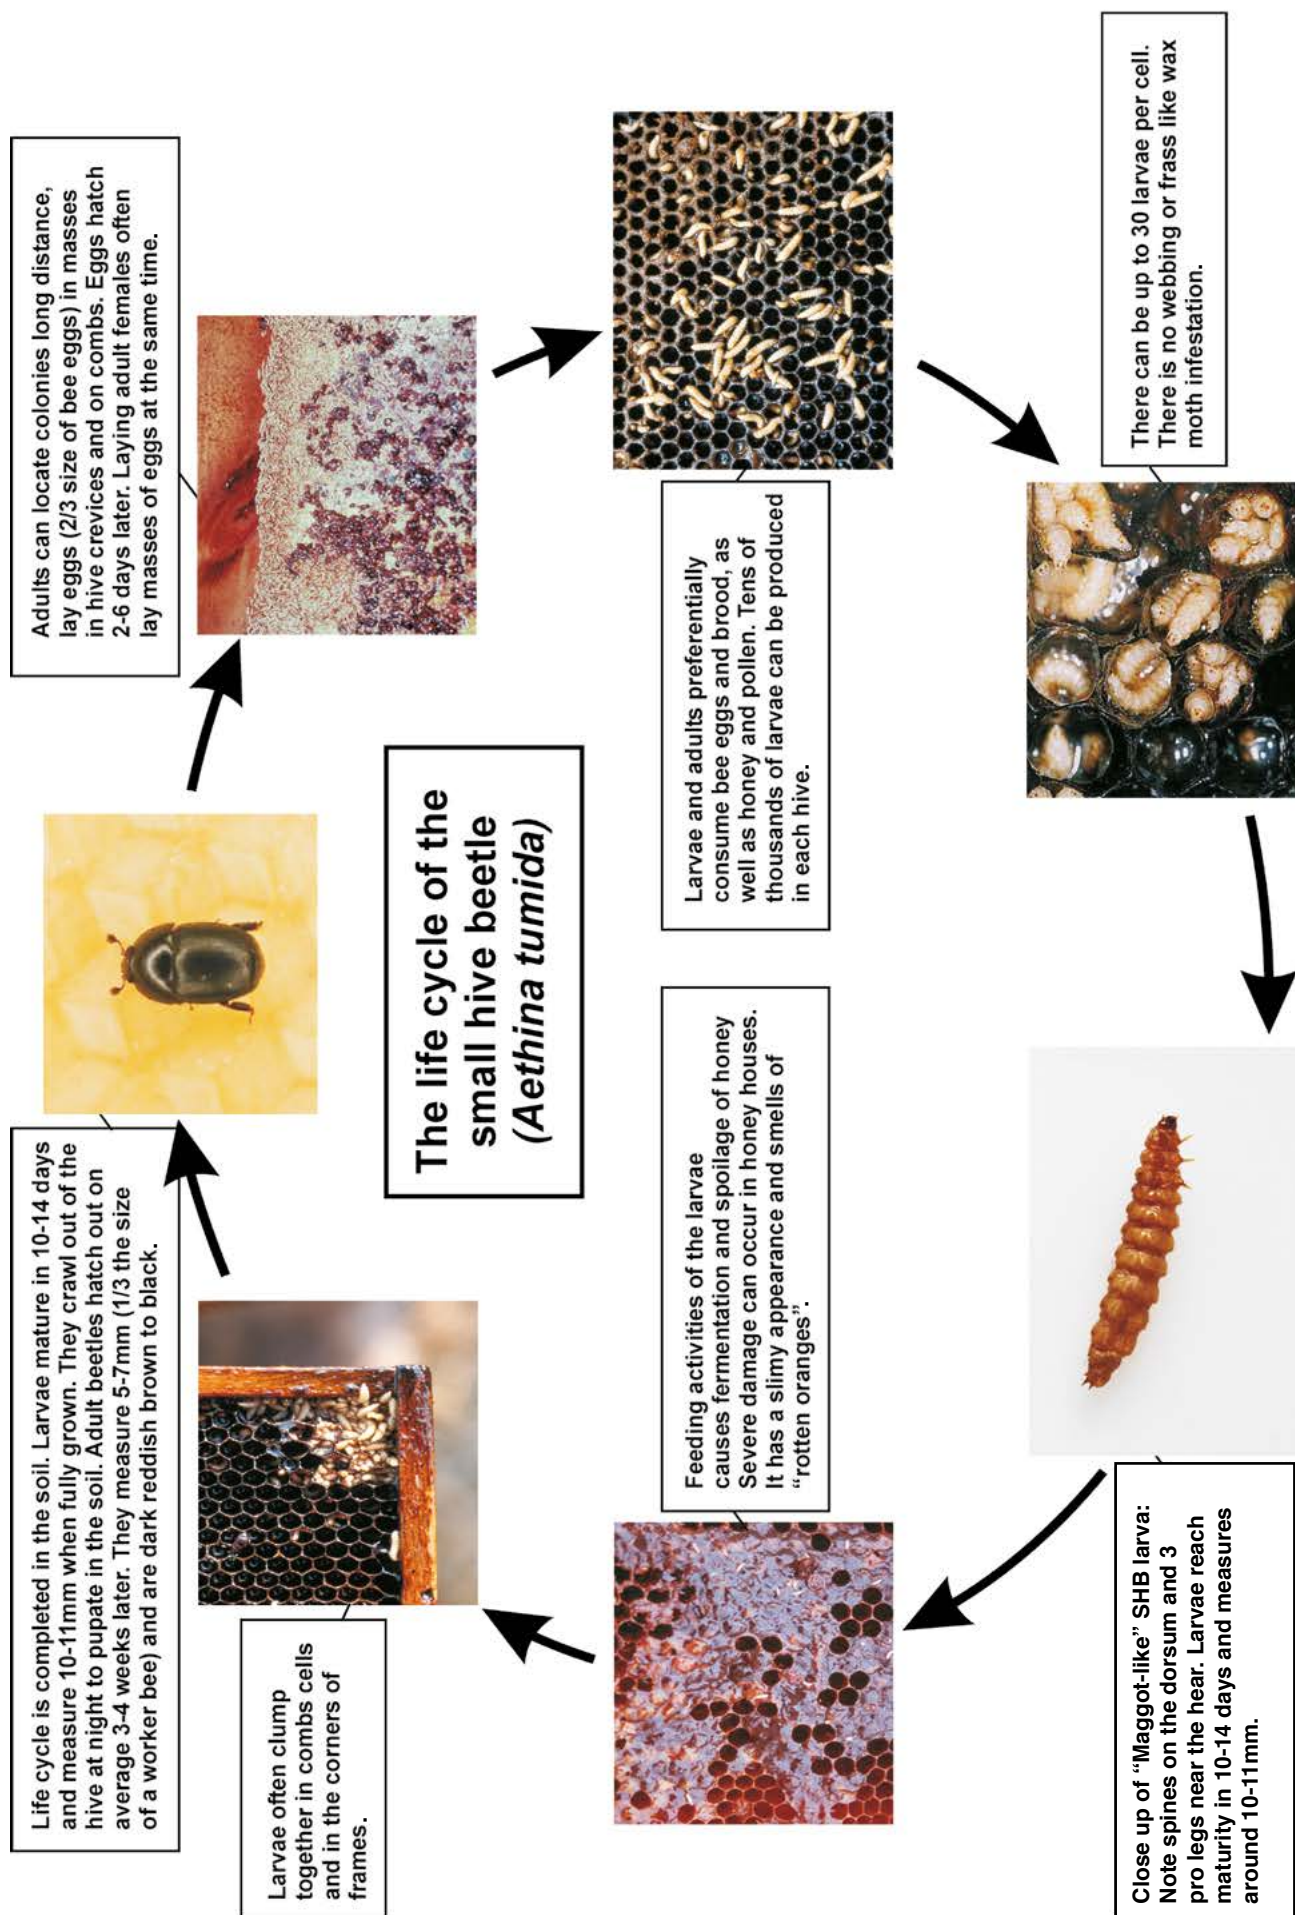 Life cycle is completed in the soil. Larvae mature in 10-14 days
and measure 10-11mm when fully grown. They crawl out of the
hive at night to pupate in the soil. Adult beetles hatch out on
average 3-4 weeks later. They measure 5-7mm (1/3 the size
of a worker bee) and are dark reddish brown to black.
Adults can locate colonies long distance,
lay eggs (2/3 size of bee eggs) in masses
in hive crevices and on combs. Eggs hatch
2-6 days later. Laying adult females often
lay masses of eggs at the same time.
Larvae often clump
together in combs cells
and in the corners of
frames.
The life cycle of the
small hive beetle
(Aethina tumida)
Feeding activities of the larvae
causes fermentation and spoilage of honey
Severe damage can occur in honey houses.
It has a slimy appearance and smells of
“rotten oranges”.
Larvae and adults preferentially
consume bee eggs and brood, as
well as honey and pollen. Tens of
thousands of larvae can be produced
in each hive.
Close up of “Maggot-like” SHB larva:
Note spines on the dorsum and 3
pro legs near the hear. Larvae reach
maturity in 10-14 days and measures
around 10-11mm.
There can be up to 30 larvae per cell.
There is no webbing or frass like wax
moth infestation.